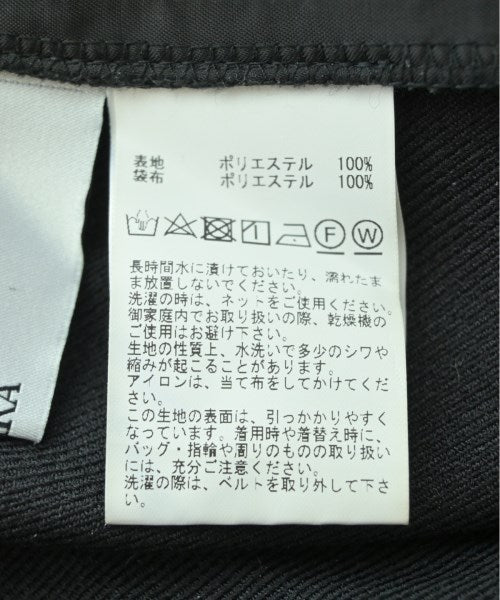 表地 ポリエステル 100%
袋布 ポリエステル 100%
F W
長時間水に漬けておいたり、濡れたま
ま放置しないでください。
洗濯の時は、ネットをご使用ください。
御家庭内でお取り扱いの際、乾燥機の
ご使用はお避け下さい。
生地の性質上、水洗いで多少のシワや
縮みが起こることがあります。
アイロンは、当て布をしてかけてくだ
さい。
この生地の表面は、引っかかりやすく
なっています。着用時や着替え時に、
バッグ・指輪や周りのものの取り扱い
には、充分ご注意ください。
洗濯の際は、ベルトを取り外して下さ
い。